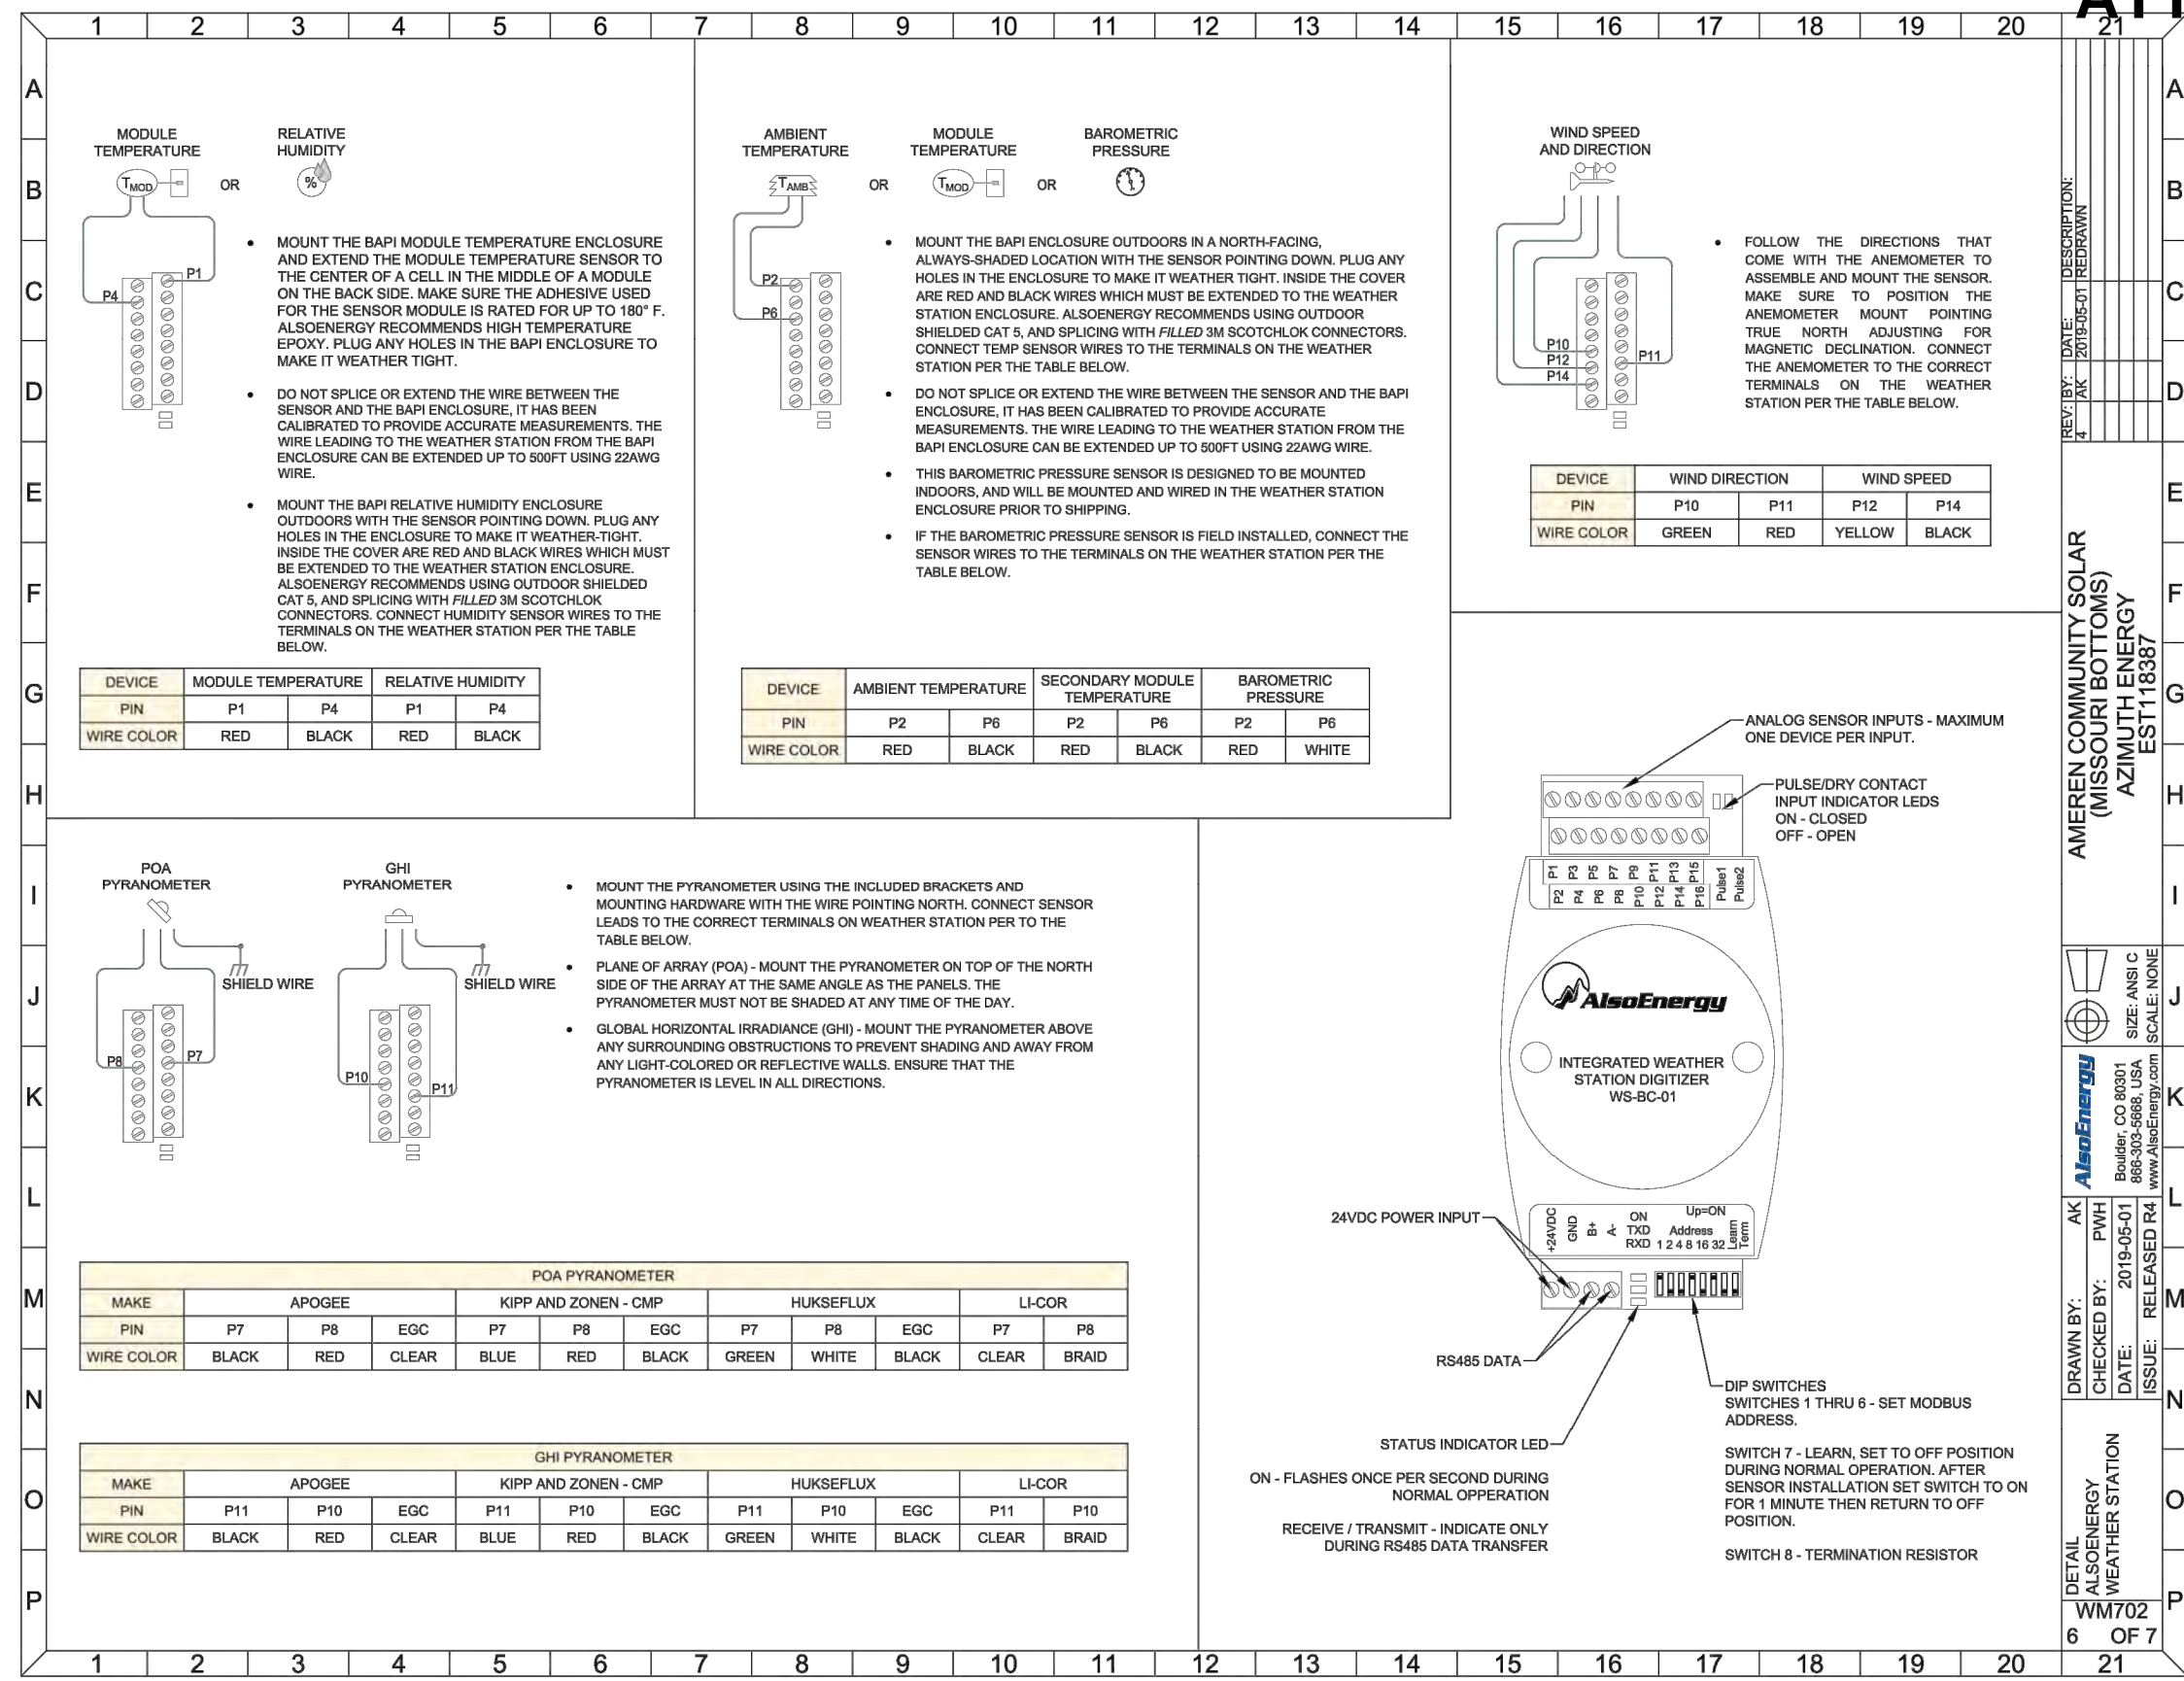 1 2 3 4 5 6 7 8 9 10 11 12 13 14 15 16 17 18 19 20 21
A
B
C
D
E
F
G
H
I
J
K
L
M
N
O
P
MODULE
TEMPERATURE
TMOD
OR
RELATIVE
HUMIDITY
%
P1
P4
• MOUNT THE BAPI MODULE TEMPERATURE ENCLOSURE
AND EXTEND THE MODULE TEMPERATURE SENSOR TO
THE CENTER OF A CELL IN THE MIDDLE OF A MODULE
ON THE BACK SIDE. MAKE SURE THE ADHESIVE USED
FOR THE SENSOR MODULE IS RATED FOR UP TO 180° F.
ALSOENERGY RECOMMENDS HIGH TEMPERATURE
EPOXY. PLUG ANY HOLES IN THE BAPI ENCLOSURE TO
MAKE IT WEATHER TIGHT.
• DO NOT SPLICE OR EXTEND THE WIRE BETWEEN THE
SENSOR AND THE BAPI ENCLOSURE, IT HAS BEEN
CALIBRATED TO PROVIDE ACCURATE MEASUREMENTS. THE
WIRE LEADING TO THE WEATHER STATION FROM THE BAPI
ENCLOSURE CAN BE EXTENDED UP TO 500FT USING 22AWG
WIRE.
• MOUNT THE BAPI RELATIVE HUMIDITY ENCLOSURE
OUTDOORS WITH THE SENSOR POINTING DOWN. PLUG ANY
HOLES IN THE ENCLOSURE TO MAKE IT WEATHER-TIGHT.
INSIDE THE COVER ARE RED AND BLACK WIRES WHICH MUST
BE EXTENDED TO THE WEATHER STATION ENCLOSURE.
ALSOENERGY RECOMMENDS USING OUTDOOR SHIELDED
CAT 5, AND SPLICING WITH FILLED 3M SCOTCHLOK
CONNECTORS. CONNECT HUMIDITY SENSOR WIRES TO THE
TERMINALS ON THE WEATHER STATION PER THE TABLE
BELOW.
DEVICE MODULE TEMPERATURE RELATIVE HUMIDITY
PIN P1 P4 P1 P4
WIRE COLOR RED BLACK RED BLACK
AMBIENT
TEMPERATURE
TAMB
OR
MODULE
TEMPERATURE
TMOD
OR
BAROMETRIC
PRESSURE
P2
P6
• MOUNT THE BAPI ENCLOSURE OUTDOORS IN A NORTH-FACING,
ALWAYS-SHADED LOCATION WITH THE SENSOR POINTING DOWN. PLUG ANY
HOLES IN THE ENCLOSURE TO MAKE IT WEATHER TIGHT. INSIDE THE COVER
ARE RED AND BLACK WIRES WHICH MUST BE EXTENDED TO THE WEATHER
STATION ENCLOSURE. ALSOENERGY RECOMMENDS USING OUTDOOR
SHIELDED CAT 5, AND SPLICING WITH FILLED 3M SCOTCHLOK CONNECTORS.
CONNECT TEMP SENSOR WIRES TO THE TERMINALS ON THE WEATHER
STATION PER THE TABLE BELOW.
• DO NOT SPLICE OR EXTEND THE WIRE BETWEEN THE SENSOR AND THE BAPI
ENCLOSURE, IT HAS BEEN CALIBRATED TO PROVIDE ACCURATE
MEASUREMENTS. THE WIRE LEADING TO THE WEATHER STATION FROM THE
BAPI ENCLOSURE CAN BE EXTENDED UP TO 500FT USING 22AWG WIRE.
• THIS BAROMETRIC PRESSURE SENSOR IS DESIGNED TO BE MOUNTED
INDOORS, AND WILL BE MOUNTED AND WIRED IN THE WEATHER STATION
ENCLOSURE PRIOR TO SHIPPING.
• IF THE BAROMETRIC PRESSURE SENSOR IS FIELD INSTALLED, CONNECT THE
SENSOR WIRES TO THE TERMINALS ON THE WEATHER STATION PER THE
TABLE BELOW.
DEVICE AMBIENT TEMPERATURE SECONDARY MODULE TEMPERATURE BAROMETRIC PRESSURE
PIN P2 P6 P2 P6 P2 P6
WIRE COLOR RED BLACK RED BLACK RED WHITE
WIND SPEED
AND DIRECTION
P10
P12
P14
P11
• FOLLOW THE DIRECTIONS THAT
COME WITH THE ANEMOMETER TO
ASSEMBLE AND MOUNT THE SENSOR.
MAKE SURE TO POSITION THE
ANEMOMETER MOUNT POINTING
TRUE NORTH ADJUSTING FOR
MAGNETIC DECLINATION. CONNECT
THE ANEMOMETER TO THE CORRECT
TERMINALS ON THE WEATHER
STATION PER THE TABLE BELOW.
DEVICE WIND DIRECTION WIND SPEED
PIN P10 P11 P12 P14
WIRE COLOR GREEN RED YELLOW BLACK
POA
PYRANOMETER
SHIELD WIRE
P8
P7
GHI
PYRANOMETER
SHIELD WIRE
P10
P11
• MOUNT THE PYRANOMETER USING THE INCLUDED BRACKETS AND
MOUNTING HARDWARE WITH THE WIRE POINTING NORTH. CONNECT SENSOR
LEADS TO THE CORRECT TERMINALS ON WEATHER STATION PER TO THE
TABLE BELOW.
• PLANE OF ARRAY (POA) - MOUNT THE PYRANOMETER ON TOP OF THE NORTH
SIDE OF THE ARRAY AT THE SAME ANGLE AS THE PANELS. THE
PYRANOMETER MUST NOT BE SHADED AT ANY TIME OF THE DAY.
• GLOBAL HORIZONTAL IRRADIANCE (GHI) - MOUNT THE PYRANOMETER ABOVE
ANY SURROUNDING OBSTRUCTIONS TO PREVENT SHADING AND AWAY FROM
ANY LIGHT-COLORED OR REFLECTIVE WALLS. ENSURE THAT THE
PYRANOMETER IS LEVEL IN ALL DIRECTIONS.
POA PYRANOMETER
MAKE APOGEE KIPP AND ZONEN - CMP HUKSEFLUX LI-COR
PIN P7 P8 EGC P7 P8 EGC P7 P8 EGC P7 P8
WIRE COLOR BLACK RED CLEAR BLUE RED BLACK GREEN WHITE BLACK CLEAR BRAID
GHI PYRANOMETER
MAKE APOGEE KIPP AND ZONEN - CMP HUKSEFLUX LI-COR
PIN P11 P10 EGC P11 P10 EGC P11 P10 EGC P11 P10
WIRE COLOR BLACK RED CLEAR BLUE RED BLACK GREEN WHITE BLACK CLEAR BRAID
ANALOG SENSOR INPUTS - MAXIMUM
ONE DEVICE PER INPUT.
PULSE/DRY CONTACT
INPUT INDICATOR LEDS
ON - CLOSED
OFF - OPEN
P1 P3 P5 P7 P9 P11 P13 P15 Pulse1
P2 P4 P6 P8 P10 P12 P14 P16 Pulse2
AlsoEnergy
INTEGRATED WEATHER
STATION DIGITIZER
WS-BC-01
24VDC POWER INPUT
+24VDC GND B+ A-
ON
TXD
RXD
Up=ON
Address
1 2 4 8 16 32 Learn Term
RS485 DATA
STATUS INDICATOR LED
ON - FLASHES ONCE PER SECOND DURING
NORMAL OPPERATION
RECEIVE / TRANSMIT - INDICATE ONLY
DURING RS485 DATA TRANSFER
DIP SWITCHES
SWITCHES 1 THRU 6 - SET MODBUS
ADDRESS.
SWITCH 7 - LEARN, SET TO OFF POSITION
DURING NORMAL OPERATION. AFTER
SENSOR INSTALLATION SET SWITCH TO ON
FOR 1 MINUTE THEN RETURN TO OFF
POSITION.
SWITCH 8 - TERMINATION RESISTOR
REV: BY: DATE: DESCRIPTION:
4 AK 2019-05-01 REDRAWN
AMEREN COMMUNITY SOLAR
(MISSOURI BOTTOMS)
AZIMUTH ENERGY
EST118387
SIZE: ANSI C
SCALE: NONE
AlsoEnergy
Boulder, CO 80301
866-303-5668, USA
www.AlsoEnergy.com
DRAWN BY: AK
CHECKED BY: PWH
DATE: 2019-05-01
ISSUE: RELEASED R4
DETAIL
ALSOENERGY
WEATHER STATION
WM702
6 OF 7
A
B
C
D
E
F
G
H
I
J
K
L
M
N
O
P
1 2 3 4 5 6 7 8 9 10 11 12 13 14 15 16 17 18 19 20 21